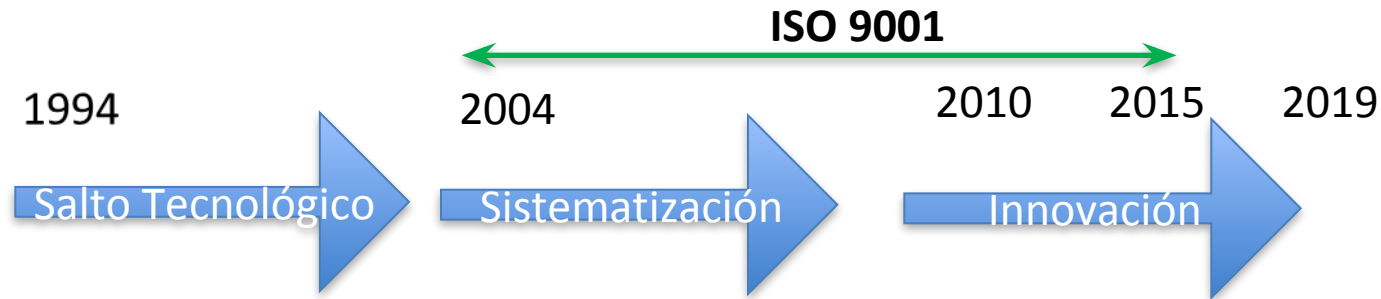 ISO 9001
1994 2004 2010 2015 2019
Salto Tecnológico Sistematización Innovación